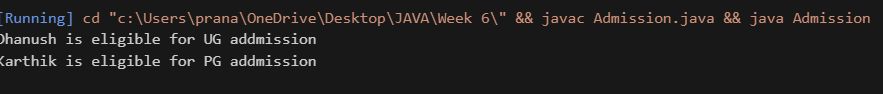 [Running] cd "c:\Users\prana\OneDrive\Desktop\JAVA\Week 6\" && javac Admission.java && java Admission
Dhanush is eligible for UG addmission
Karthik is eligible for PG addmission